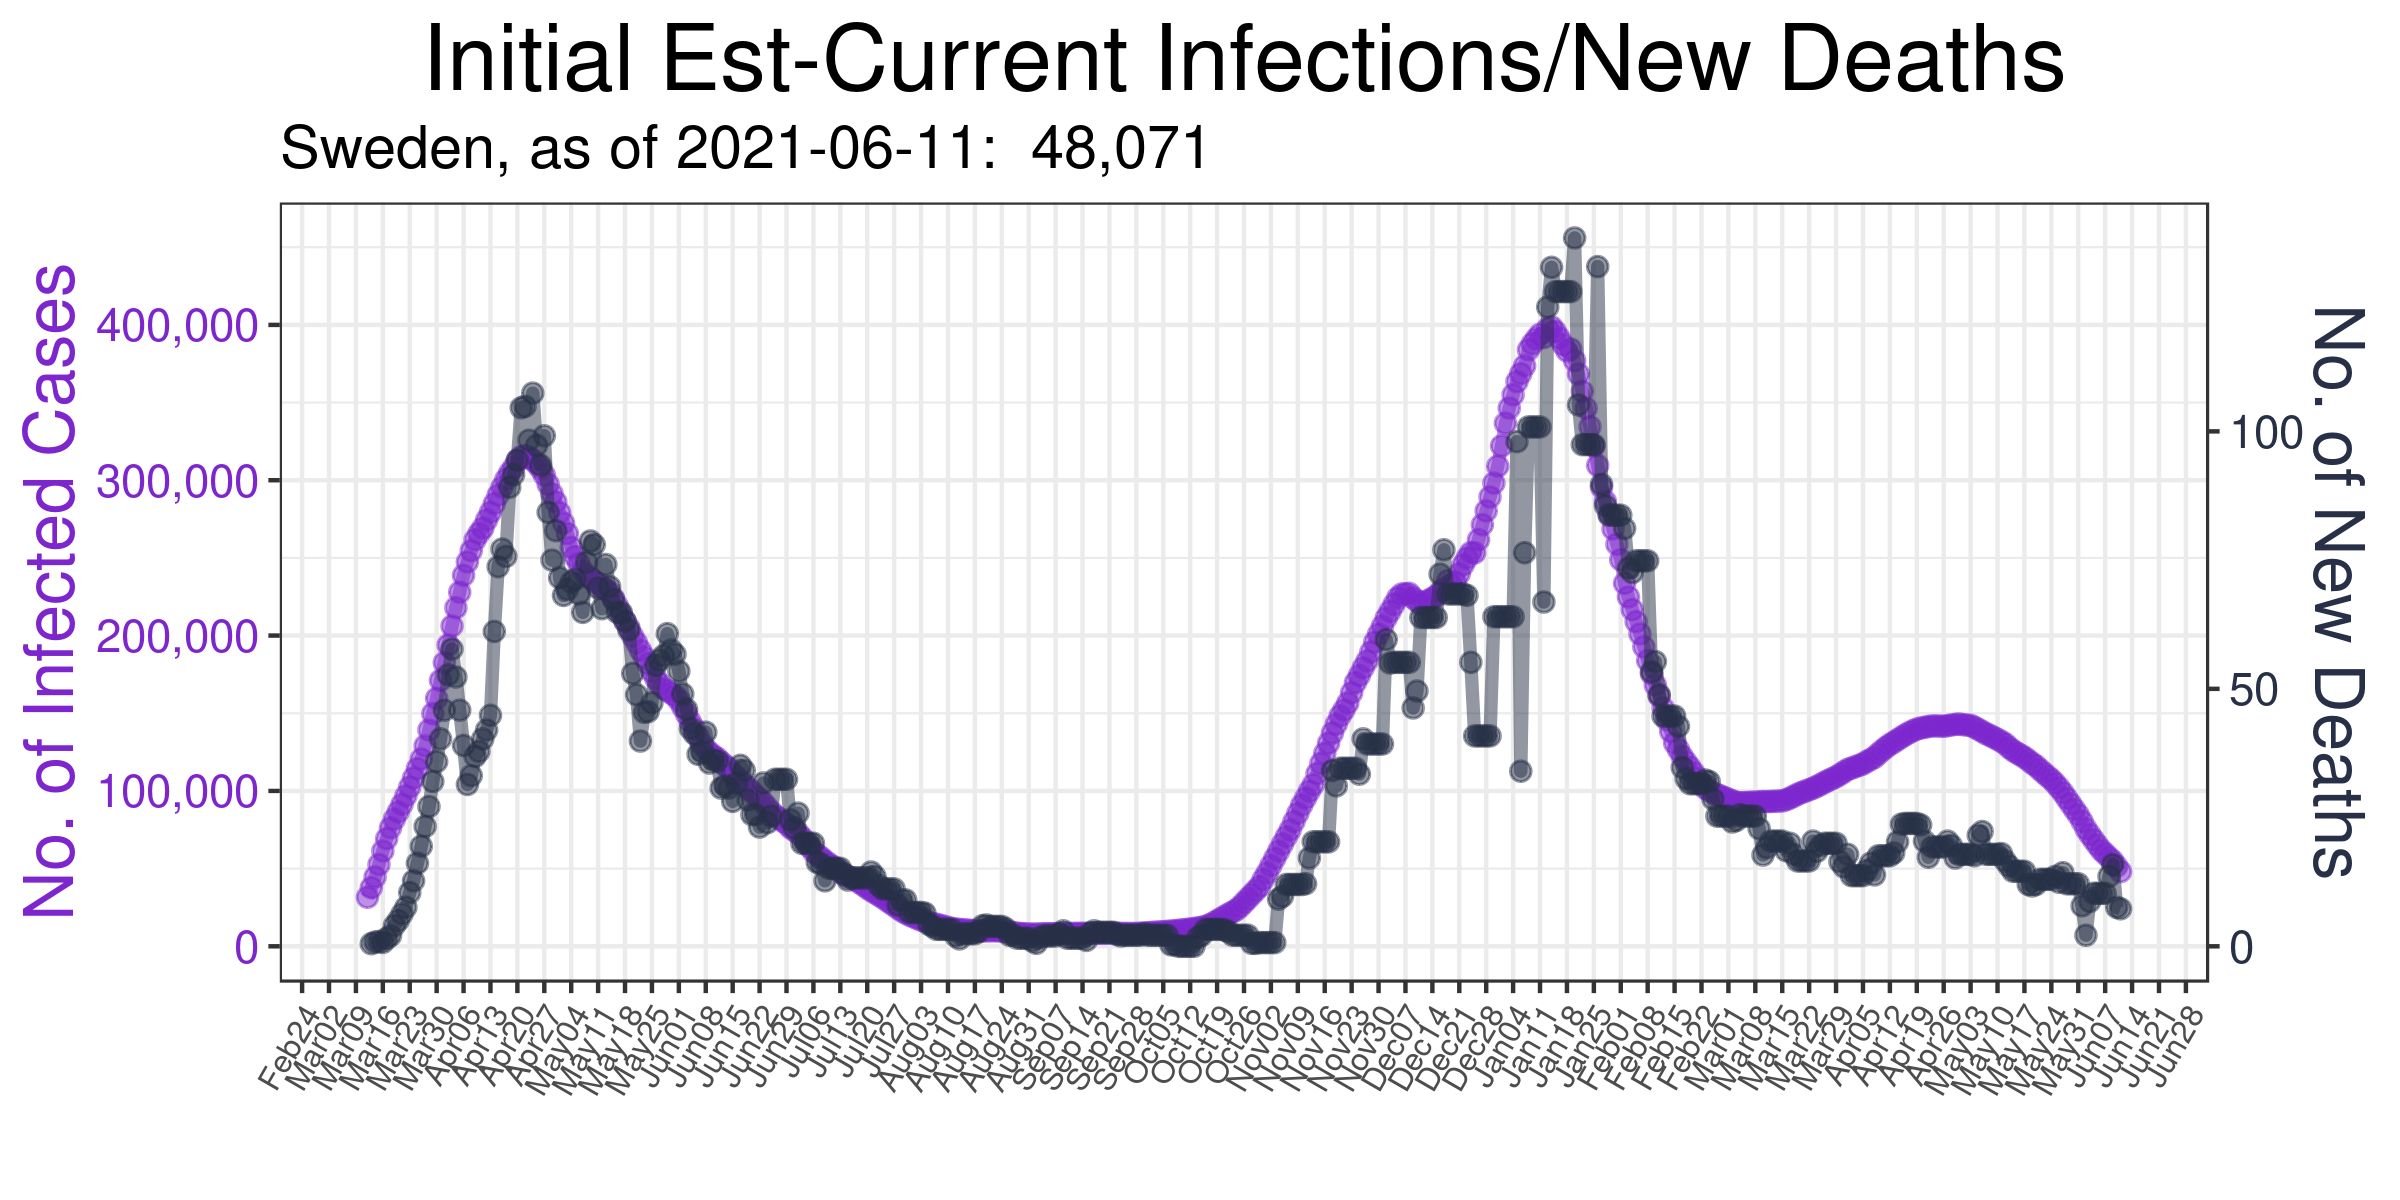 Initial Est-Current Infections/New Deaths
Sweden, as of 2021-06-11:  48,071
No. of Infected Cases
400,000
300,000
200,000
100,000
0
No. of New Deaths
100
50
0
Feb24
Mar02
Mar09
Mar16
Mar23
Mar30
Apr06
Apr13
Apr20
Apr27
May04
May11
May18
May25
Jun01
Jun08
Jun15
Jun22
Jun29
Jul06
Jul13
Jul20
Jul27
Aug03
Aug10
Aug17
Aug24
Aug31
Sep07
Sep14
Sep21
Sep28
Oct05
Oct12
Oct19
Oct26
Nov02
Nov09
Nov16
Nov23
Nov30
Dec07
Dec14
Dec21
Dec28
Jan04
Jan11
Jan18
Jan25
Feb01
Feb08
Feb15
Feb22
Mar01
Mar08
Mar15
Mar22
Mar29
Apr05
Apr12
Apr19
Apr26
May03
May10
May17
May24
May31
Jun07
Jun14
Jun21
Jun28